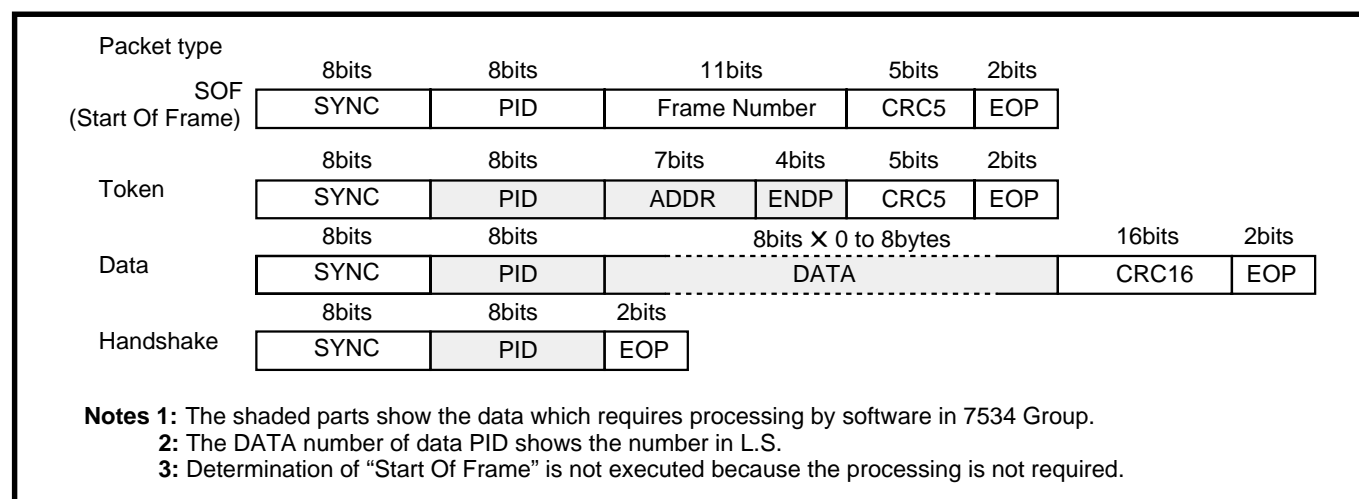 Packet type
8bits 8bits 11bits 5bits 2bits
SOF
(Start Of Frame)
SYNC PID Frame Number CRC5 EOP
8bits 8bits 7bits 4bits 5bits 2bits
Token
SYNC PID ADDR ENDP CRC5 EOP
8bits 8bits 8bits X 0 to 8bytes 16bits 2bits
Data
SYNC PID DATA CRC16 EOP
8bits 8bits 2bits
Handshake
SYNC PID EOP
Notes 1: The shaded parts show the data which requires processing by software in 7534 Group.
2: The DATA number of data PID shows the number in L.S.
3: Determination of “Start Of Frame” is not executed because the processing is not required.